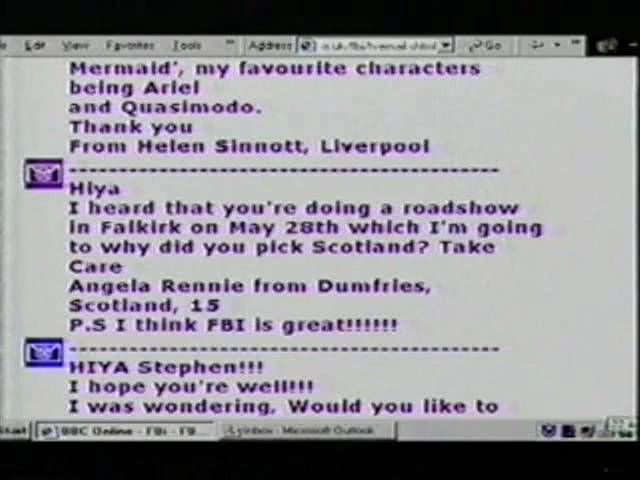 Edit View Favorites Tools Address Go
Mermaid', my favourite characters
being Ariel
and Quasimodo.
Thank you
From Helen Sinnott, Liverpool
-------------------------------------------
Hiya
I heard that you're doing a roadshow
in Falkirk on May 28th which I'm going
to why did you pick Scotland? Take
Care
Angela Rennie from Dumfries,
Scotland, 15
P.S I think FBI is great!!!!!!
-------------------------------------------
HIYA Stephen!!!
I hope you're well!!!
I was wondering, Would you like to
Start BBC Online - FBi - FB... Inbox - Microsoft Outlook